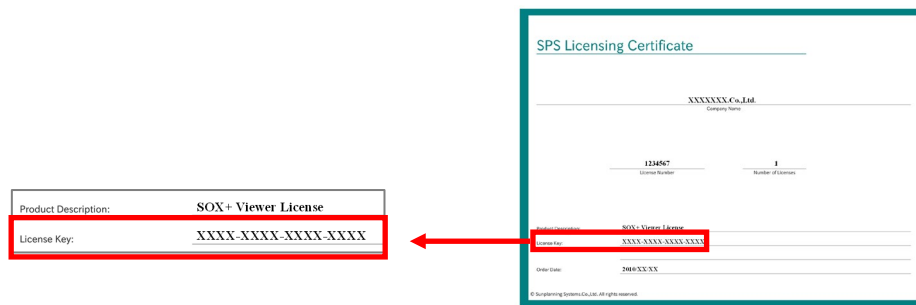 SPS Licensing Certificate
XXXXXXX.Co.,Ltd.
Company Name
1234567
License Number
1
Number of Licenses
Product Description: SOX+ Viewer License
License Key: XXXX-XXXX-XXXX-XXXX
Order Date: 2010/XX/XX
© Sunplanning Systems.Co.,Ltd. All rights reserved.
Product Description: SOX+ Viewer License
License Key: XXXX-XXXX-XXXX-XXXX